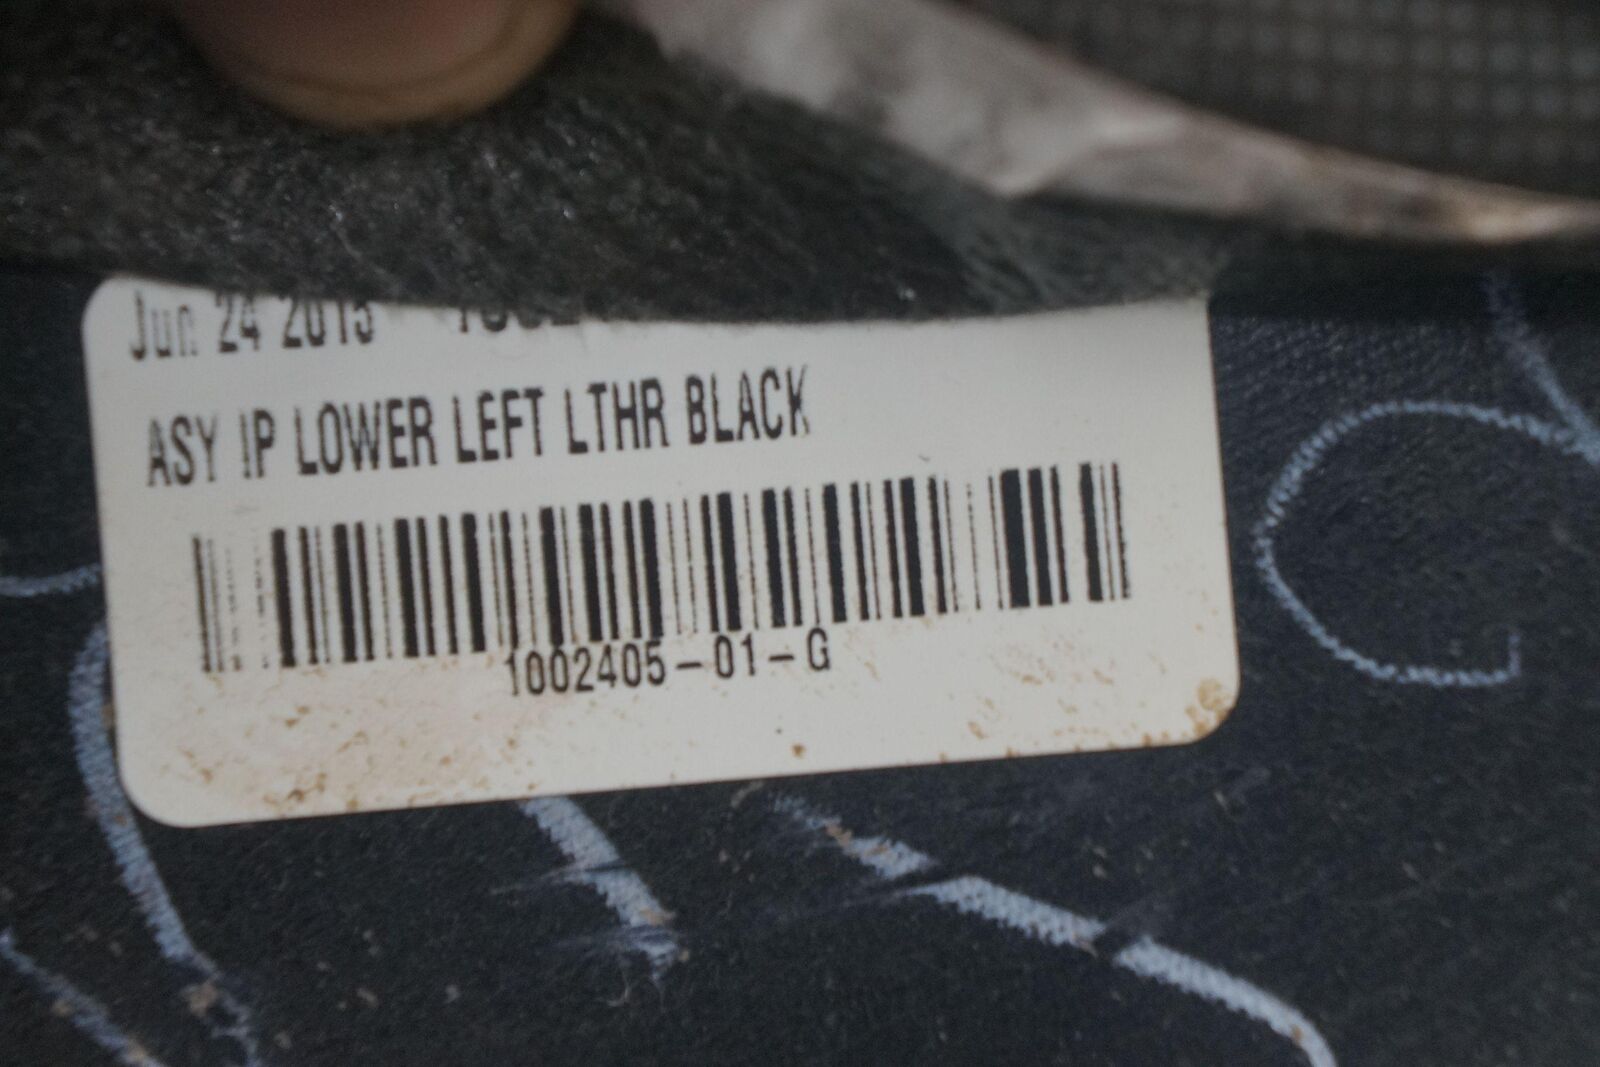 Jun 24 2015
ASY IP LOWER LEFT LTHR BLACK
1002405-01-G